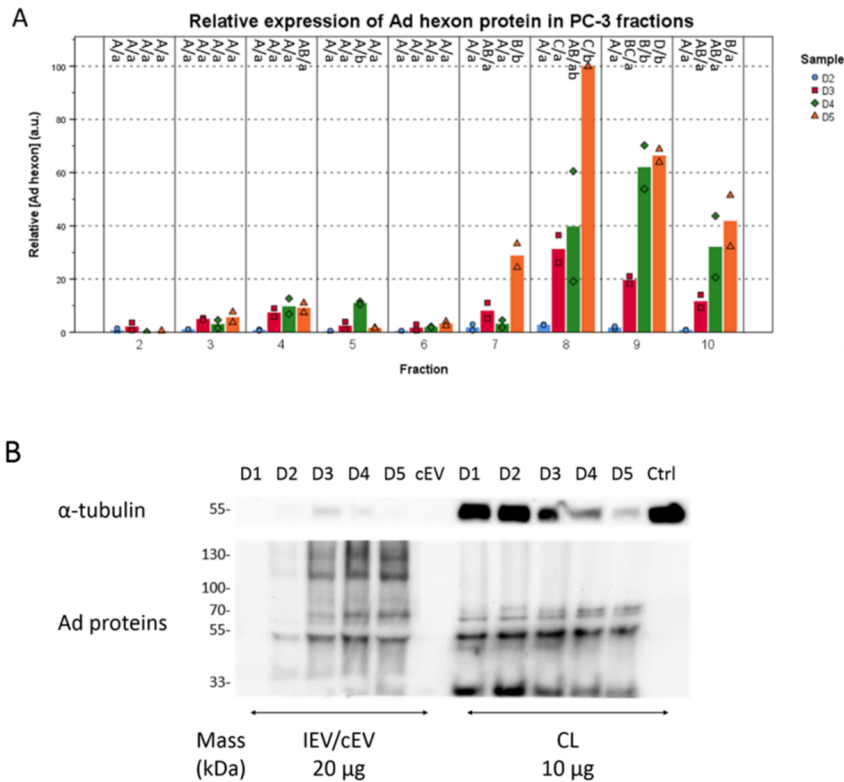 A
Relative expression of Ad hexon protein in PC-3 fractions
A/a A/a A/a A/a A/a A/a A/a A/a A/a A/a A/a AB/a A/a A/a A/b A/a A/a A/a A/a A/a A/a AB/a A/a B/b A/a C/a AB/ab C/b A/a BC/a B/b D/b A/a AB/a AB/a B/a
Sample
D2
D3
D4
D5
Relative [Ad hexon] (a.u.)
100
80
60
40
20
0
2 3 4 5 6 7 8 9 10
Fraction
B
D1 D2 D3 D4 D5 cEV D1 D2 D3 D4 D5 Ctrl
α-tubulin 55-
130-
100-
70-
Ad proteins 55-
33-
Mass IEV/cEV CL
(kDa) 20 µg 10 µg